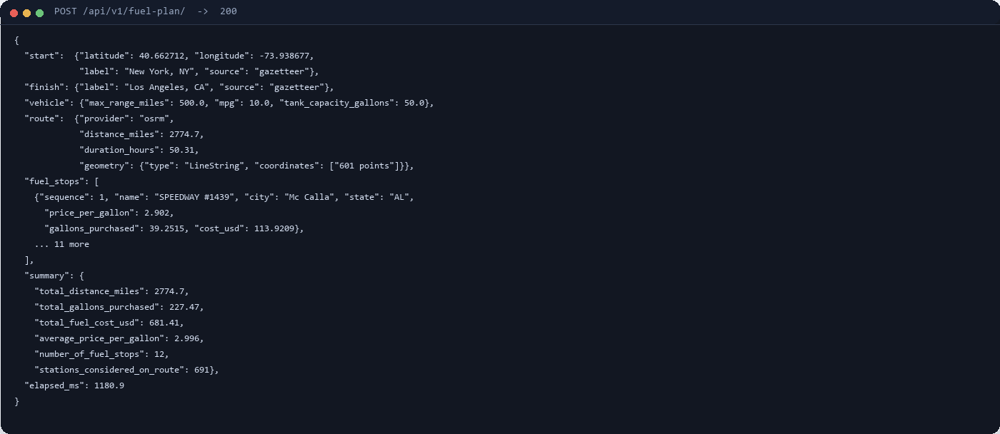 POST /api/v1/fuel-plan/  ->  200
{
  "start":  {"latitude": 40.662712, "longitude": -73.938677,
             "label": "New York, NY", "source": "gazetteer"},
  "finish": {"label": "Los Angeles, CA", "source": "gazetteer"},
  "vehicle": {"max_range_miles": 500.0, "mpg": 10.0, "tank_capacity_gallons": 50.0},
  "route":  {"provider": "osrm",
             "distance_miles": 2774.7,
             "duration_hours": 50.31,
             "geometry": {"type": "LineString", "coordinates": ["601 points"]}},
  "fuel_stops": [
    {"sequence": 1, "name": "SPEEDWAY #1439", "city": "Mc Calla", "state": "AL",
      "price_per_gallon": 2.902,
      "gallons_purchased": 39.2515, "cost_usd": 113.9209},
    ... 11 more
  ],
  "summary": {
    "total_distance_miles": 2774.7,
    "total_gallons_purchased": 227.47,
    "total_fuel_cost_usd": 681.41,
    "average_price_per_gallon": 2.996,
    "number_of_fuel_stops": 12,
    "stations_considered_on_route": 691},
  "elapsed_ms": 1180.9
}